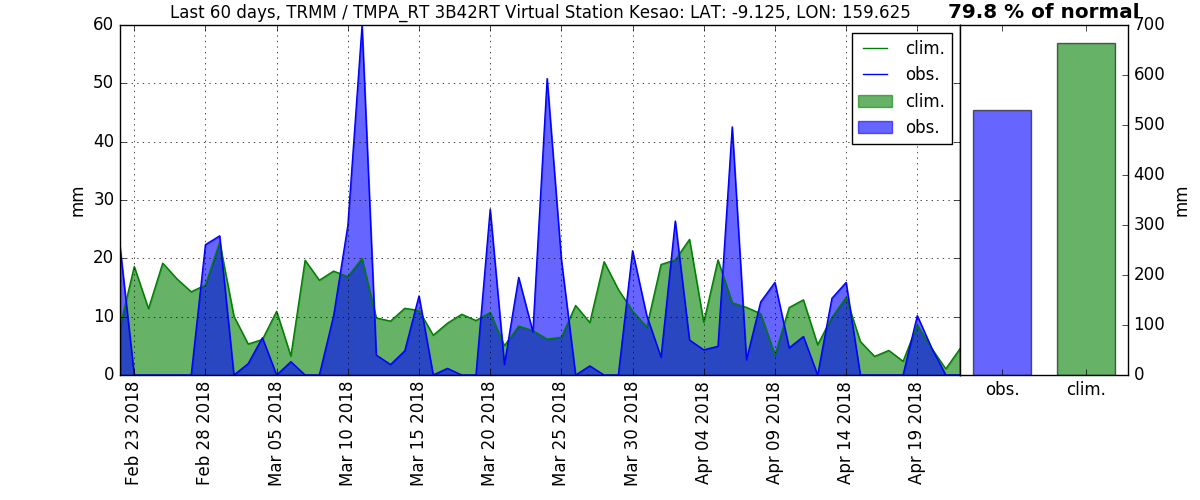 Last 60 days, TRMM / TMPA_RT 3B42RT Virtual Station Kesao: LAT: -9.125, LON: 159.625
79.8 % of normal
60
50
40
30
20
10
0
mm
clim.
obs.
clim.
obs.
700
600
500
400
300
200
100
0
mm
obs.
clim.
Feb 23 2018
Feb 28 2018
Mar 05 2018
Mar 10 2018
Mar 15 2018
Mar 20 2018
Mar 25 2018
Mar 30 2018
Apr 04 2018
Apr 09 2018
Apr 14 2018
Apr 19 2018